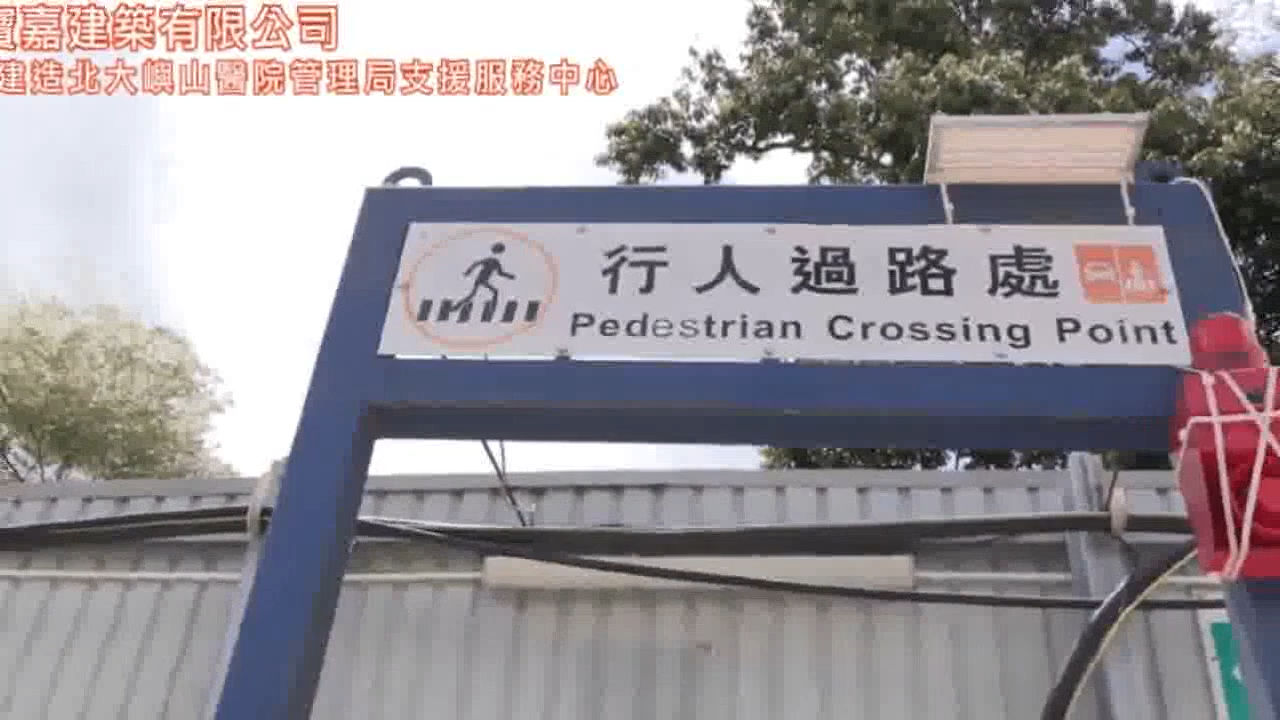 寶嘉建築有限公司
建造北大嶼山醫院管理局支援服務中心
行人過路處
Pedestrian Crossing Point